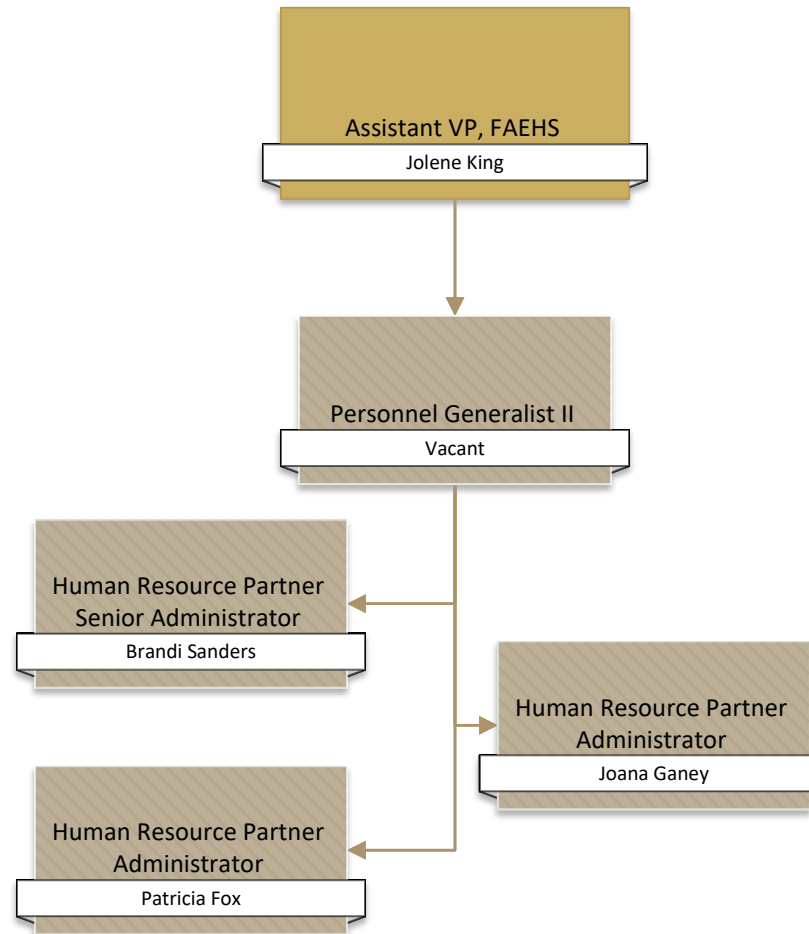 Assistant VP, FAEHS
Jolene King
Personnel Generalist II
Vacant
Human Resource Partner
Senior Administrator
Brandi Sanders
Human Resource Partner
Administrator
Joana Ganey
Human Resource Partner
Administrator
Patricia Fox